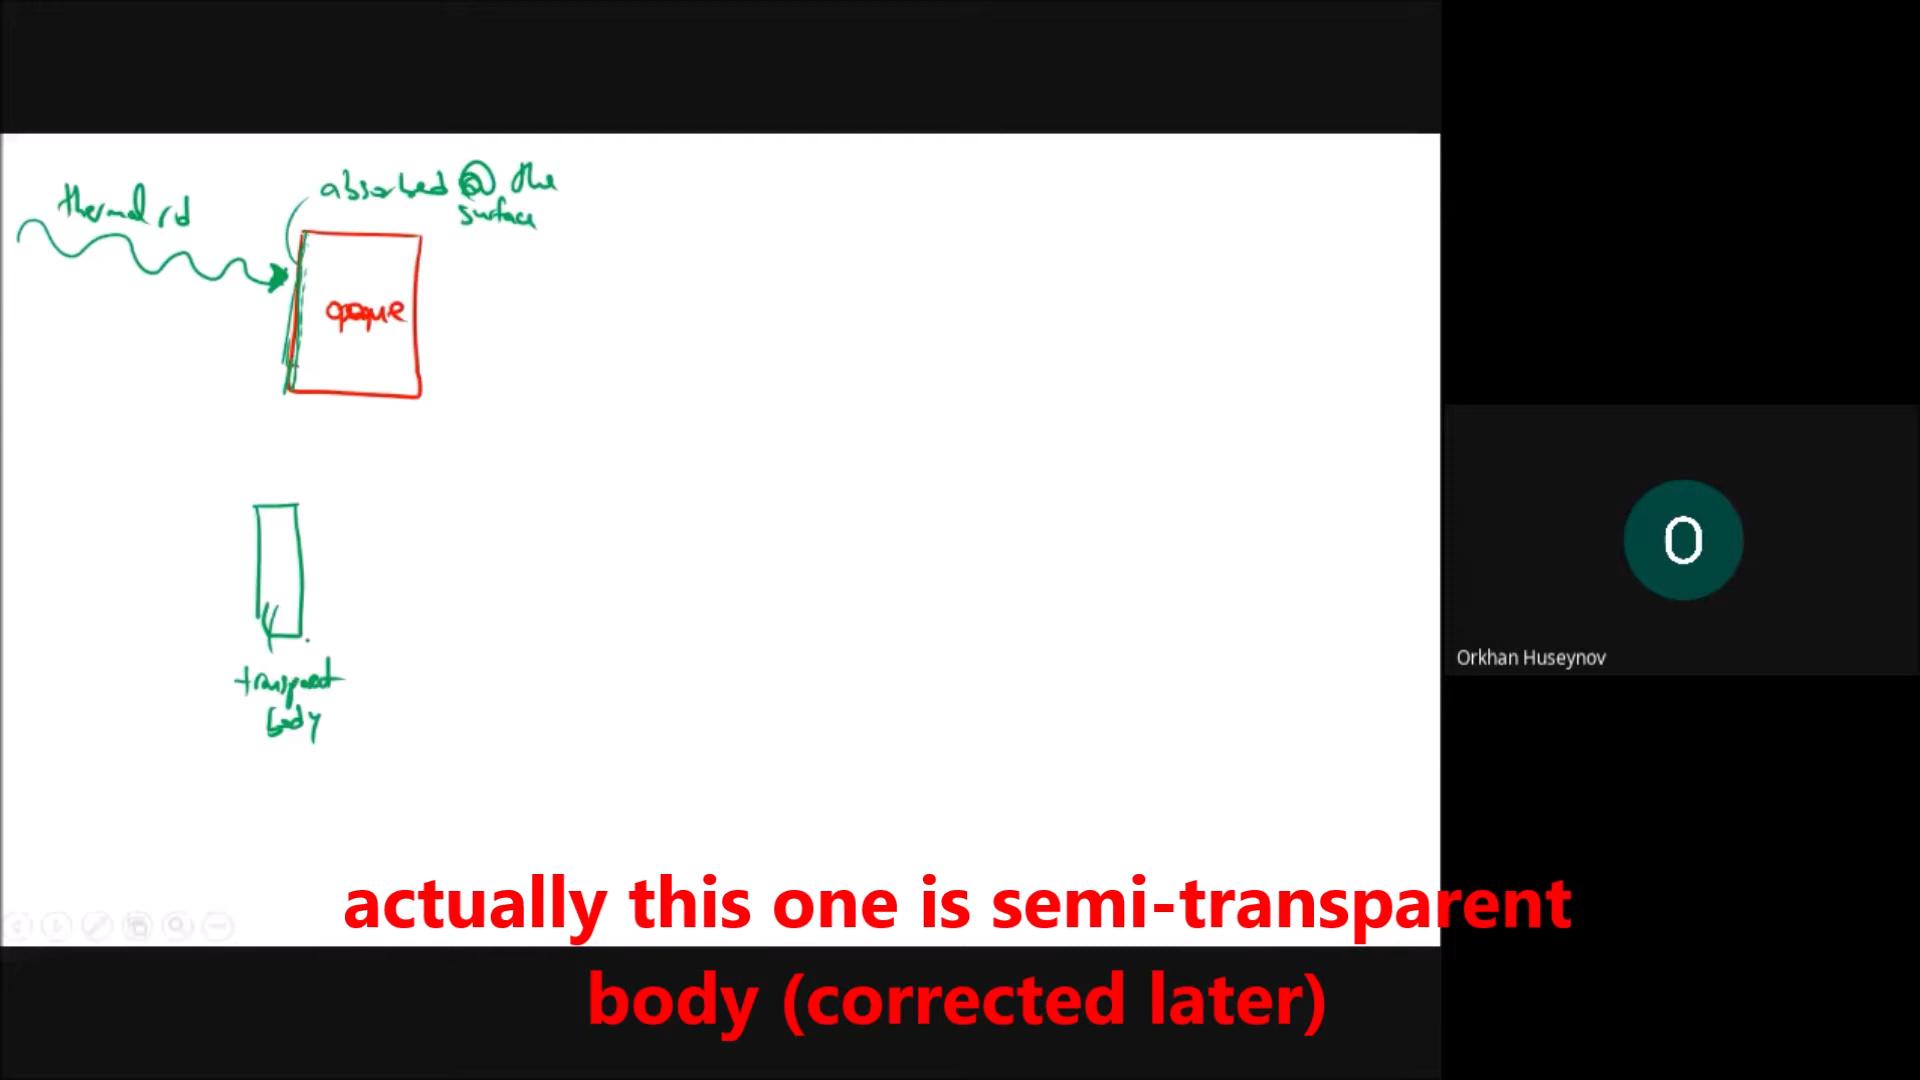 thermal rd
absorbed @ the
surface
opaque
transparent
body
O
Orkhan Huseynov
actually this one is semi-transparent
body (corrected later)